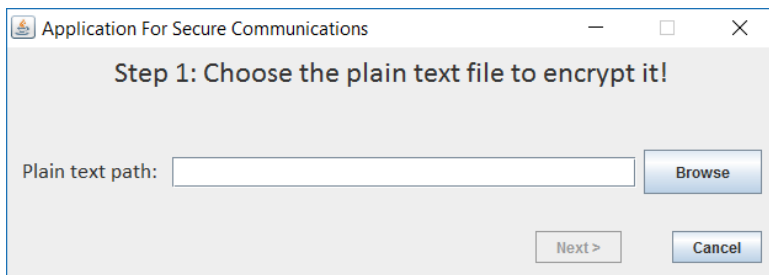 Application For Secure Communications
Step 1: Choose the plain text file to encrypt it!
Plain text path:
Browse
Next >
Cancel